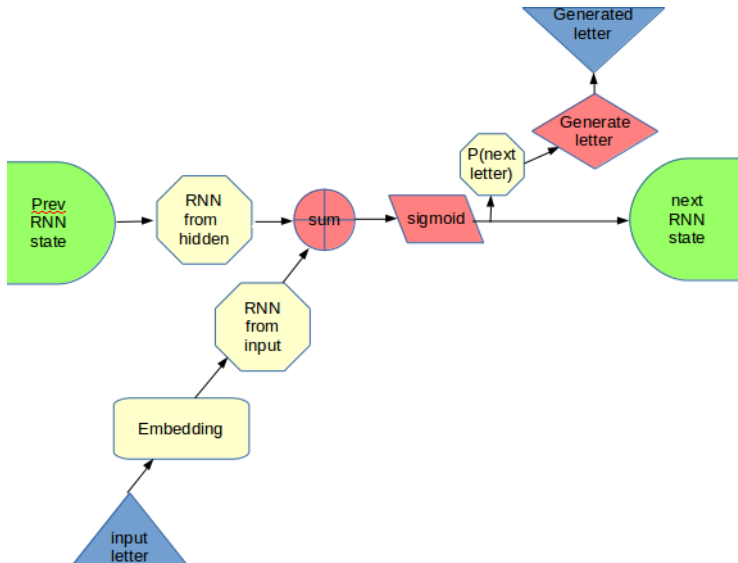 Generated
letter
Generate
letter
P(next
letter)
Prev
RNN
state
RNN
from
hidden
sum
sigmoid
next
RNN
state
RNN
from
input
Embedding
input
letter